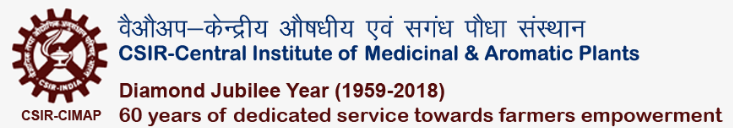 वैऔअप–केन्द्रीय औषधीय एवं सगंध पौधा संस्थान
CSIR-Central Institute of Medicinal & Aromatic Plants
Diamond Jubilee Year (1959-2018)
60 years of dedicated service towards farmers empowerment
CSIR-INDIA
CSIR-CIMAP